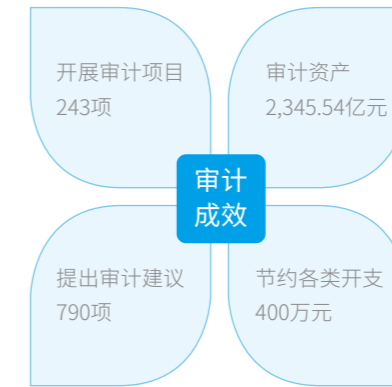 开展审计项目
243项
审计资产
2,345.54亿元
审计
成效
提出审计建议
790项
节约各类开支
400万元